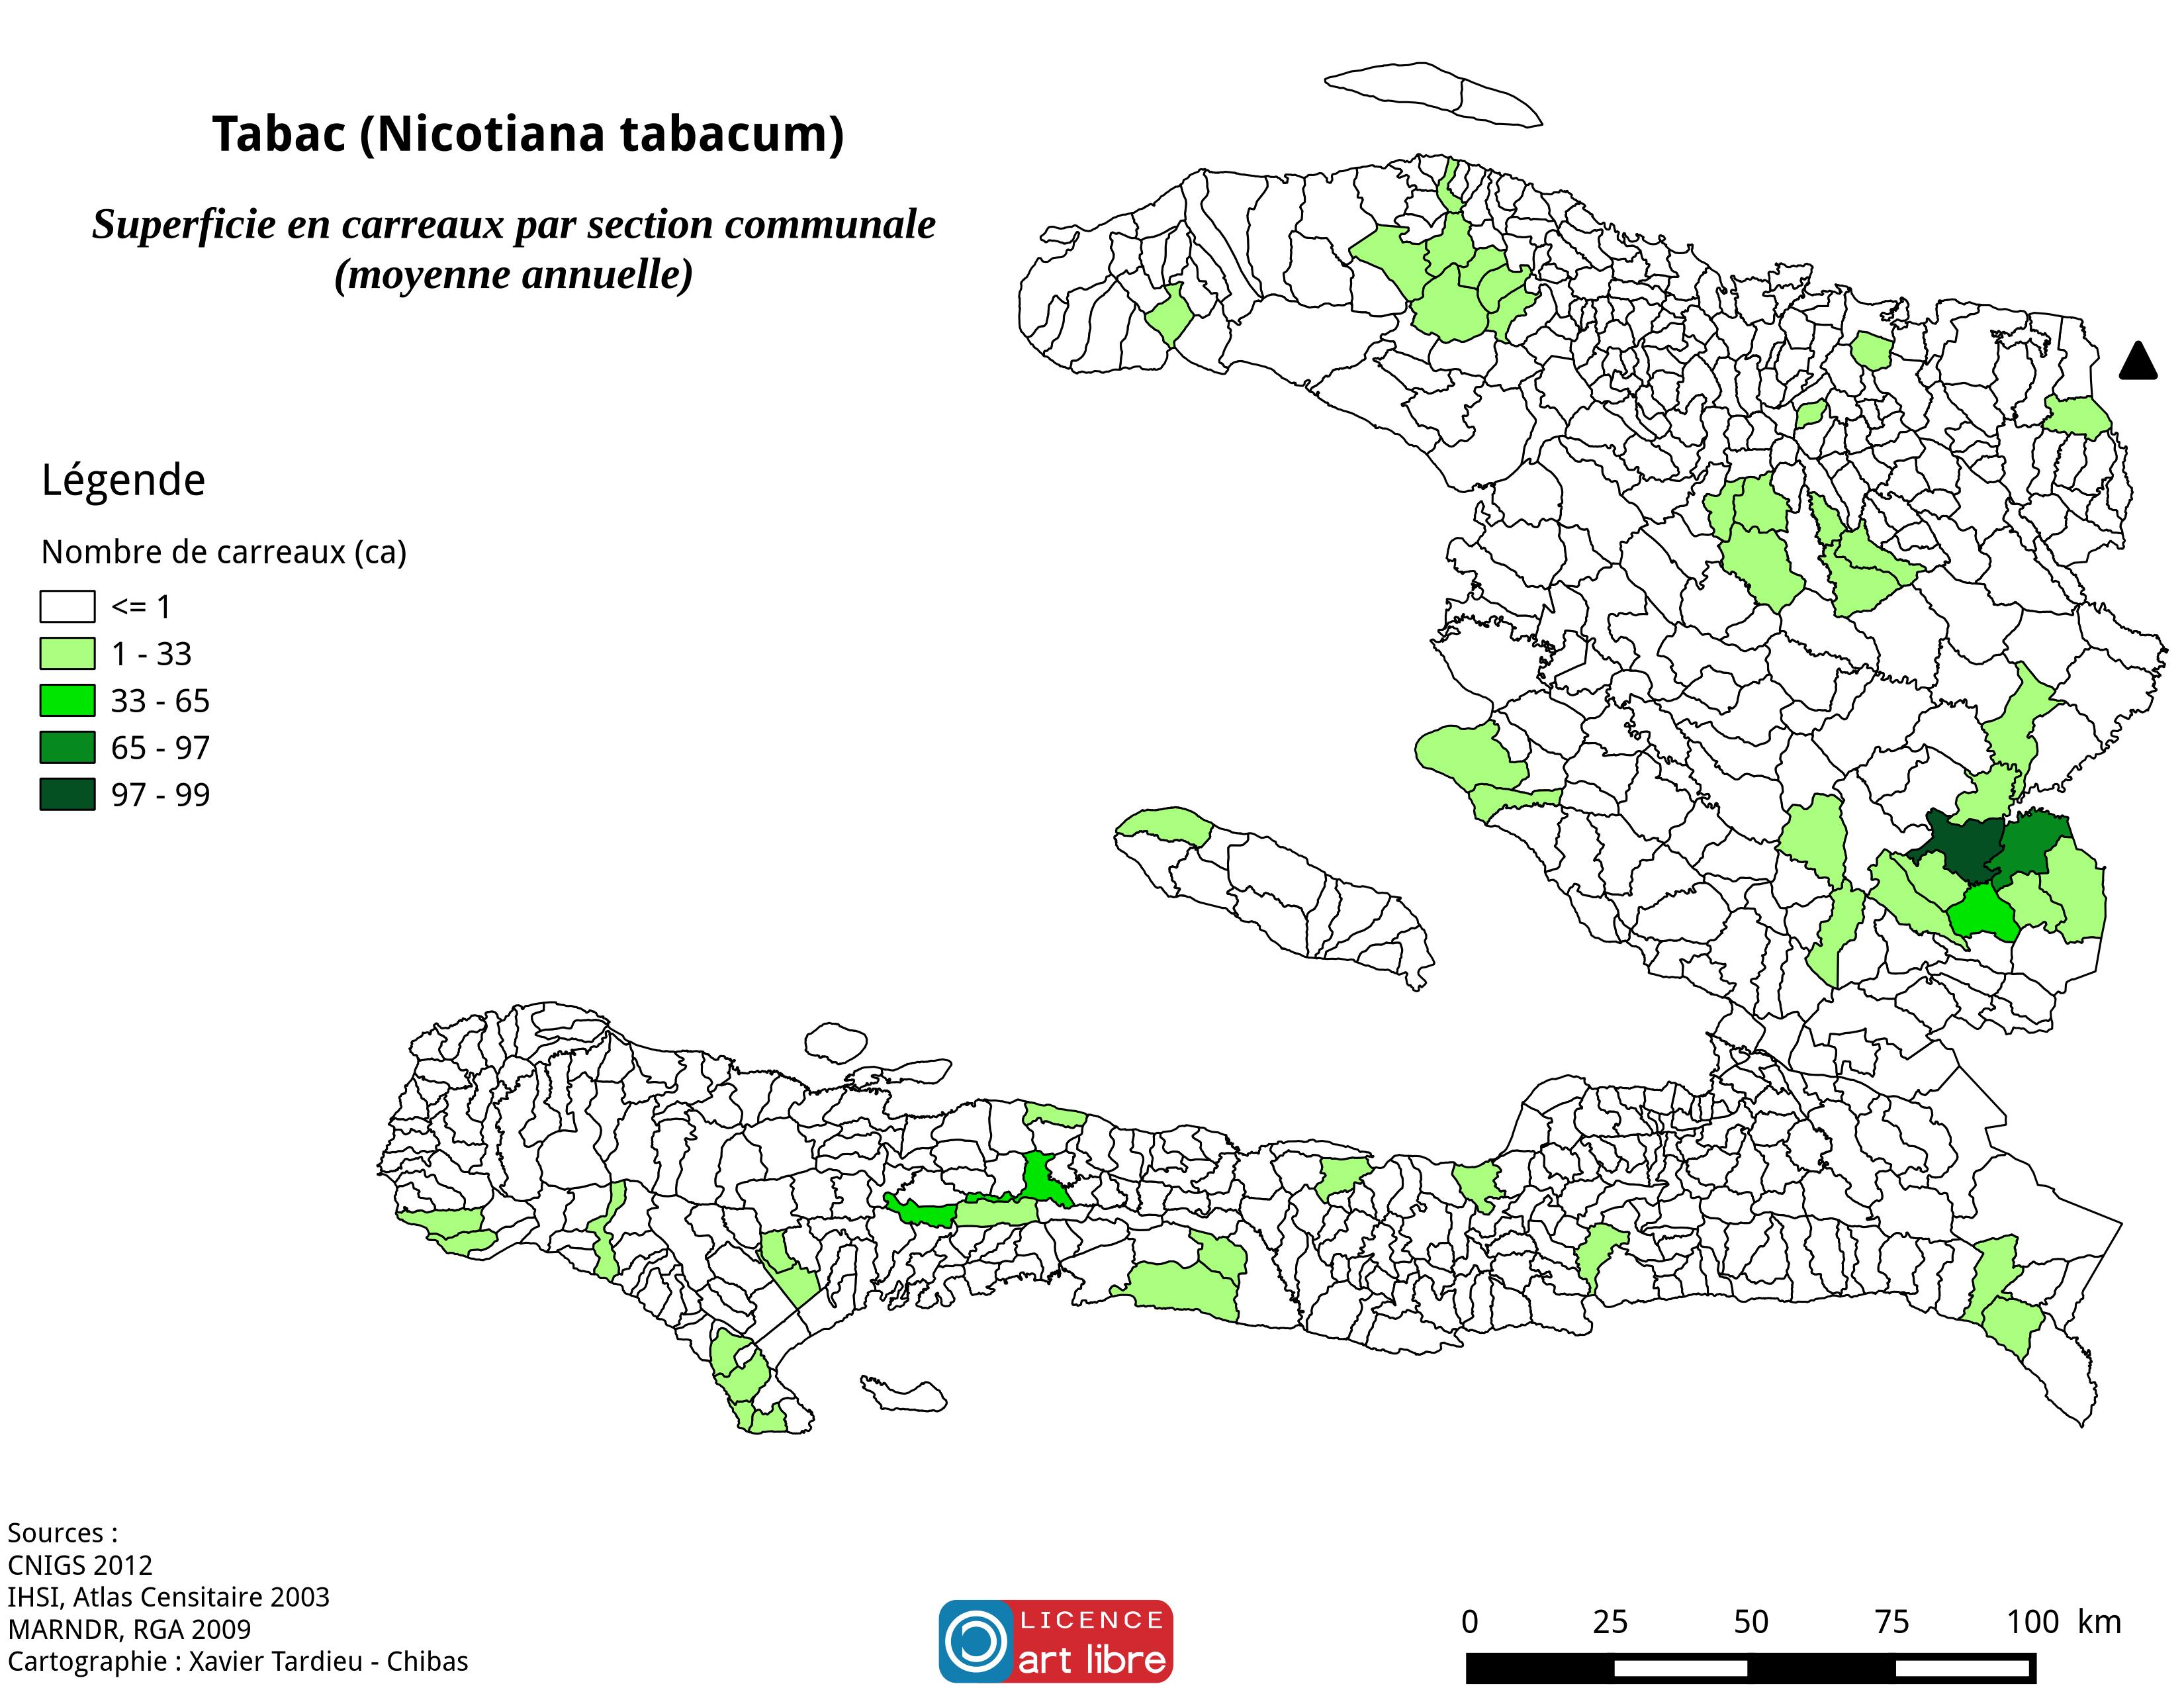 Tabac (Nicotiana tabacum)
Superficie en carreaux par section communale
(moyenne annuelle)
Légende
Nombre de carreaux (ca)
<= 1
1 - 33
33 - 65
65 - 97
97 - 99
Sources :
CNIGS 2012
IHSI, Atlas Censitaire 2003
MARNDR, RGA 2009
Cartographie : Xavier Tardieu - Chibas
LICENCE
art libre
0 25 50 75 100 km